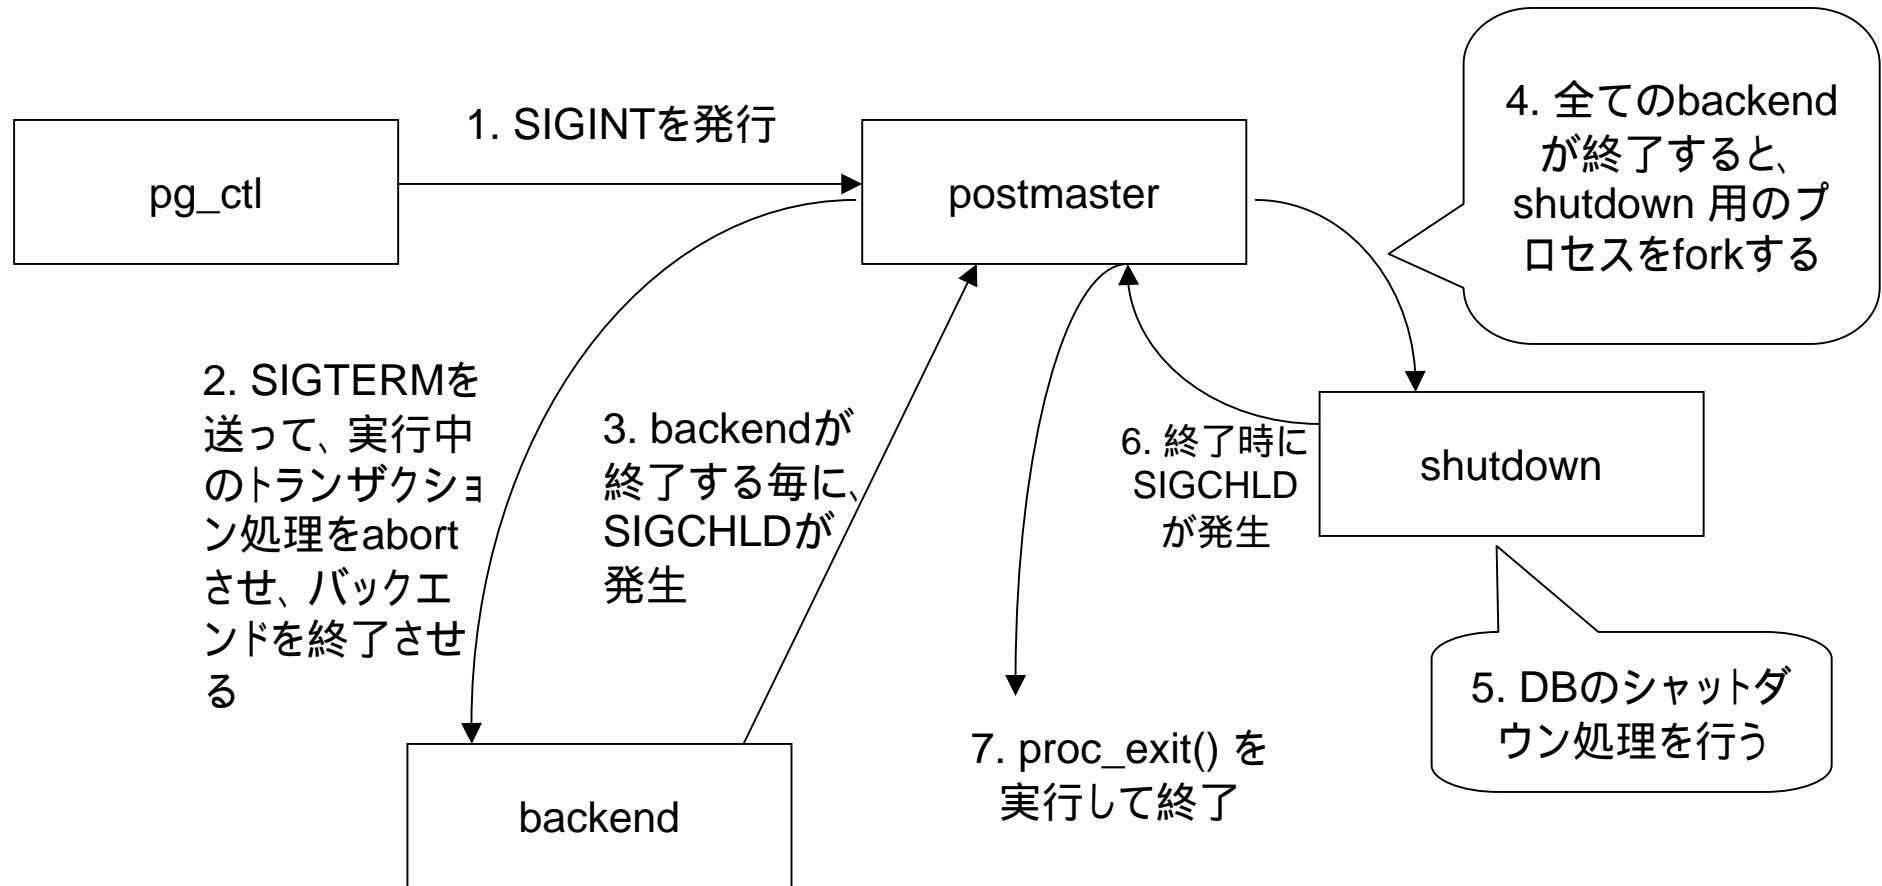 pg_ctl
1. SIGINTを発行
postmaster
4. 全てのbackend
が終了すると、
shutdown 用のプ
ロセスをforkする
2. SIGTERMを
送って、実行中
のトランザクショ
ン処理をabort
させ、バックエ
ンドを終了させ
る
3. backendが
終了する毎に、
SIGCHLDが
発生
6. 終了時に
SIGCHLD
が発生
shutdown
5. DBのシャットダ
ウン処理を行う
7. proc_exit() を
実行して終了
backend